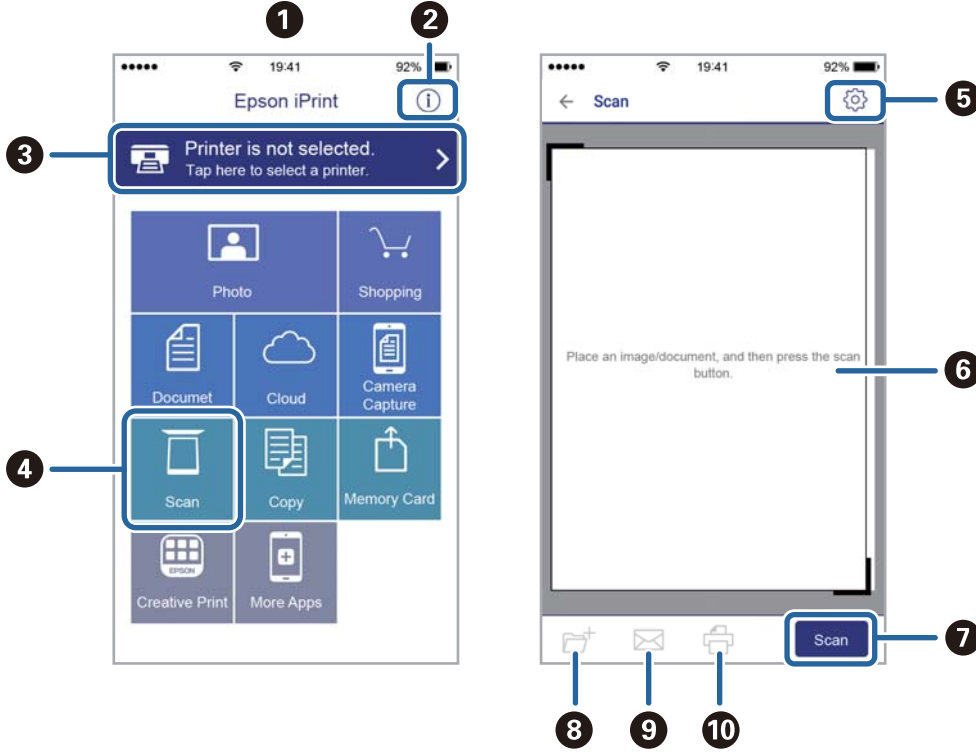 1
2
19:41
92%
Epson iPrint
i
3
Printer is not selected.
Tap here to select a printer.
Photo
Shopping
Documet
Cloud
Camera
Capture
4
Scan
Copy
Memory Card
EPSON
Creative Print
More Apps
19:41
92%
Scan
5
Place an image/document, and then press the scan
button.
6
Scan
7
8
9
10